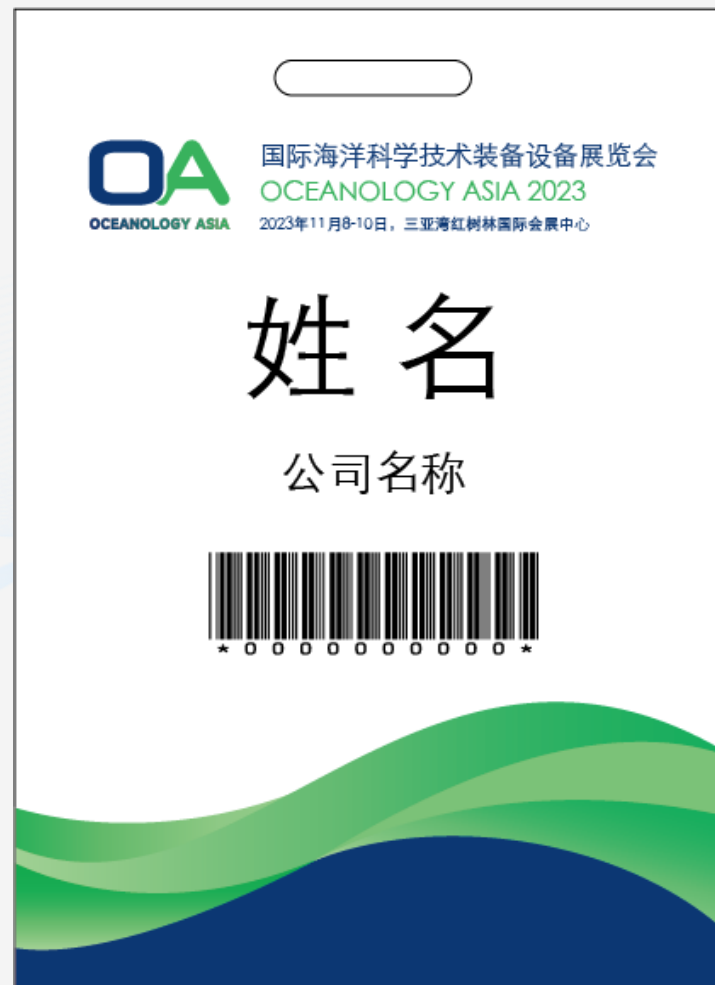 OA
OCEANOLOGY ASIA
国际海洋科学技术装备设备展览会
OCEANOLOGY ASIA 2023
2023年11月8-10日，三亚湾红树林国际会展中心
姓 名
公司名称
*0000000000*